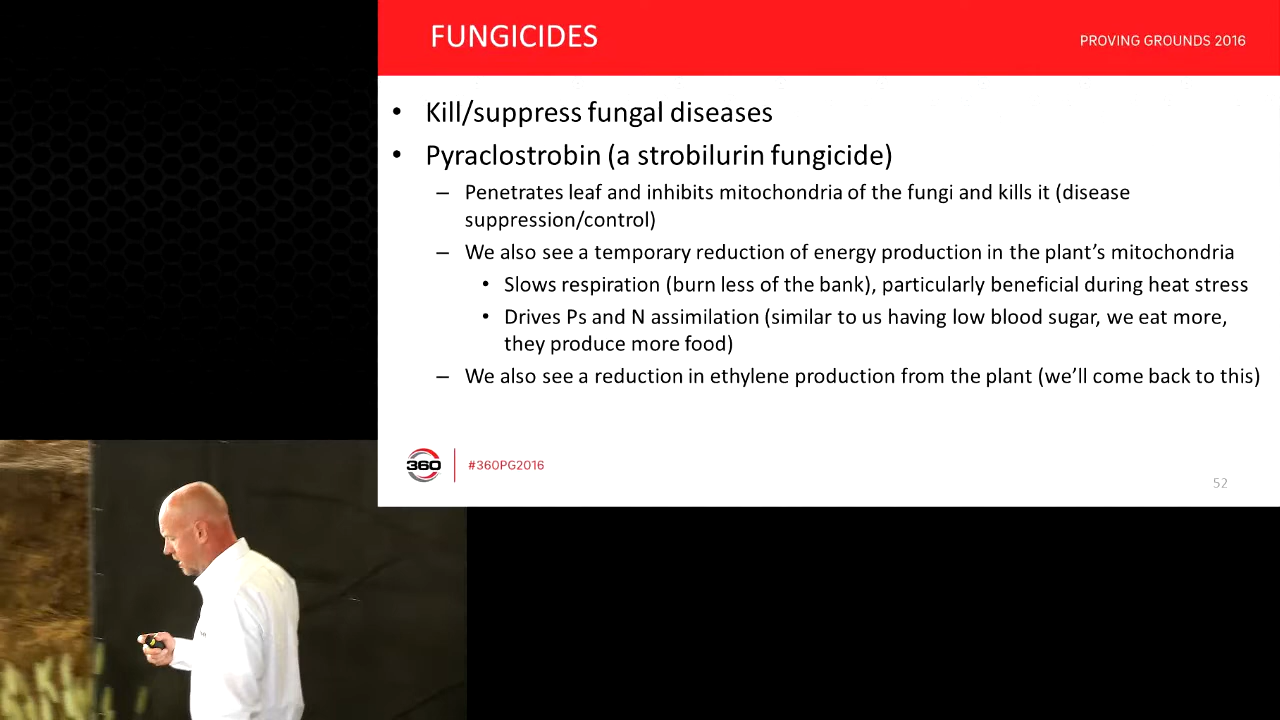 FUNGICIDES
PROVING GROUNDS 2016
• Kill/suppress fungal diseases
• Pyraclostrobin (a strobilurin fungicide)
– Penetrates leaf and inhibits mitochondria of the fungi and kills it (disease
suppression/control)
– We also see a temporary reduction of energy production in the plant’s mitochondria
• Slows respiration (burn less of the bank), particularly beneficial during heat stress
• Drives Ps and N assimilation (similar to us having low blood sugar, we eat more,
they produce more food)
– We also see a reduction in ethylene production from the plant (we’ll come back to this)
360
#360PG2016
52